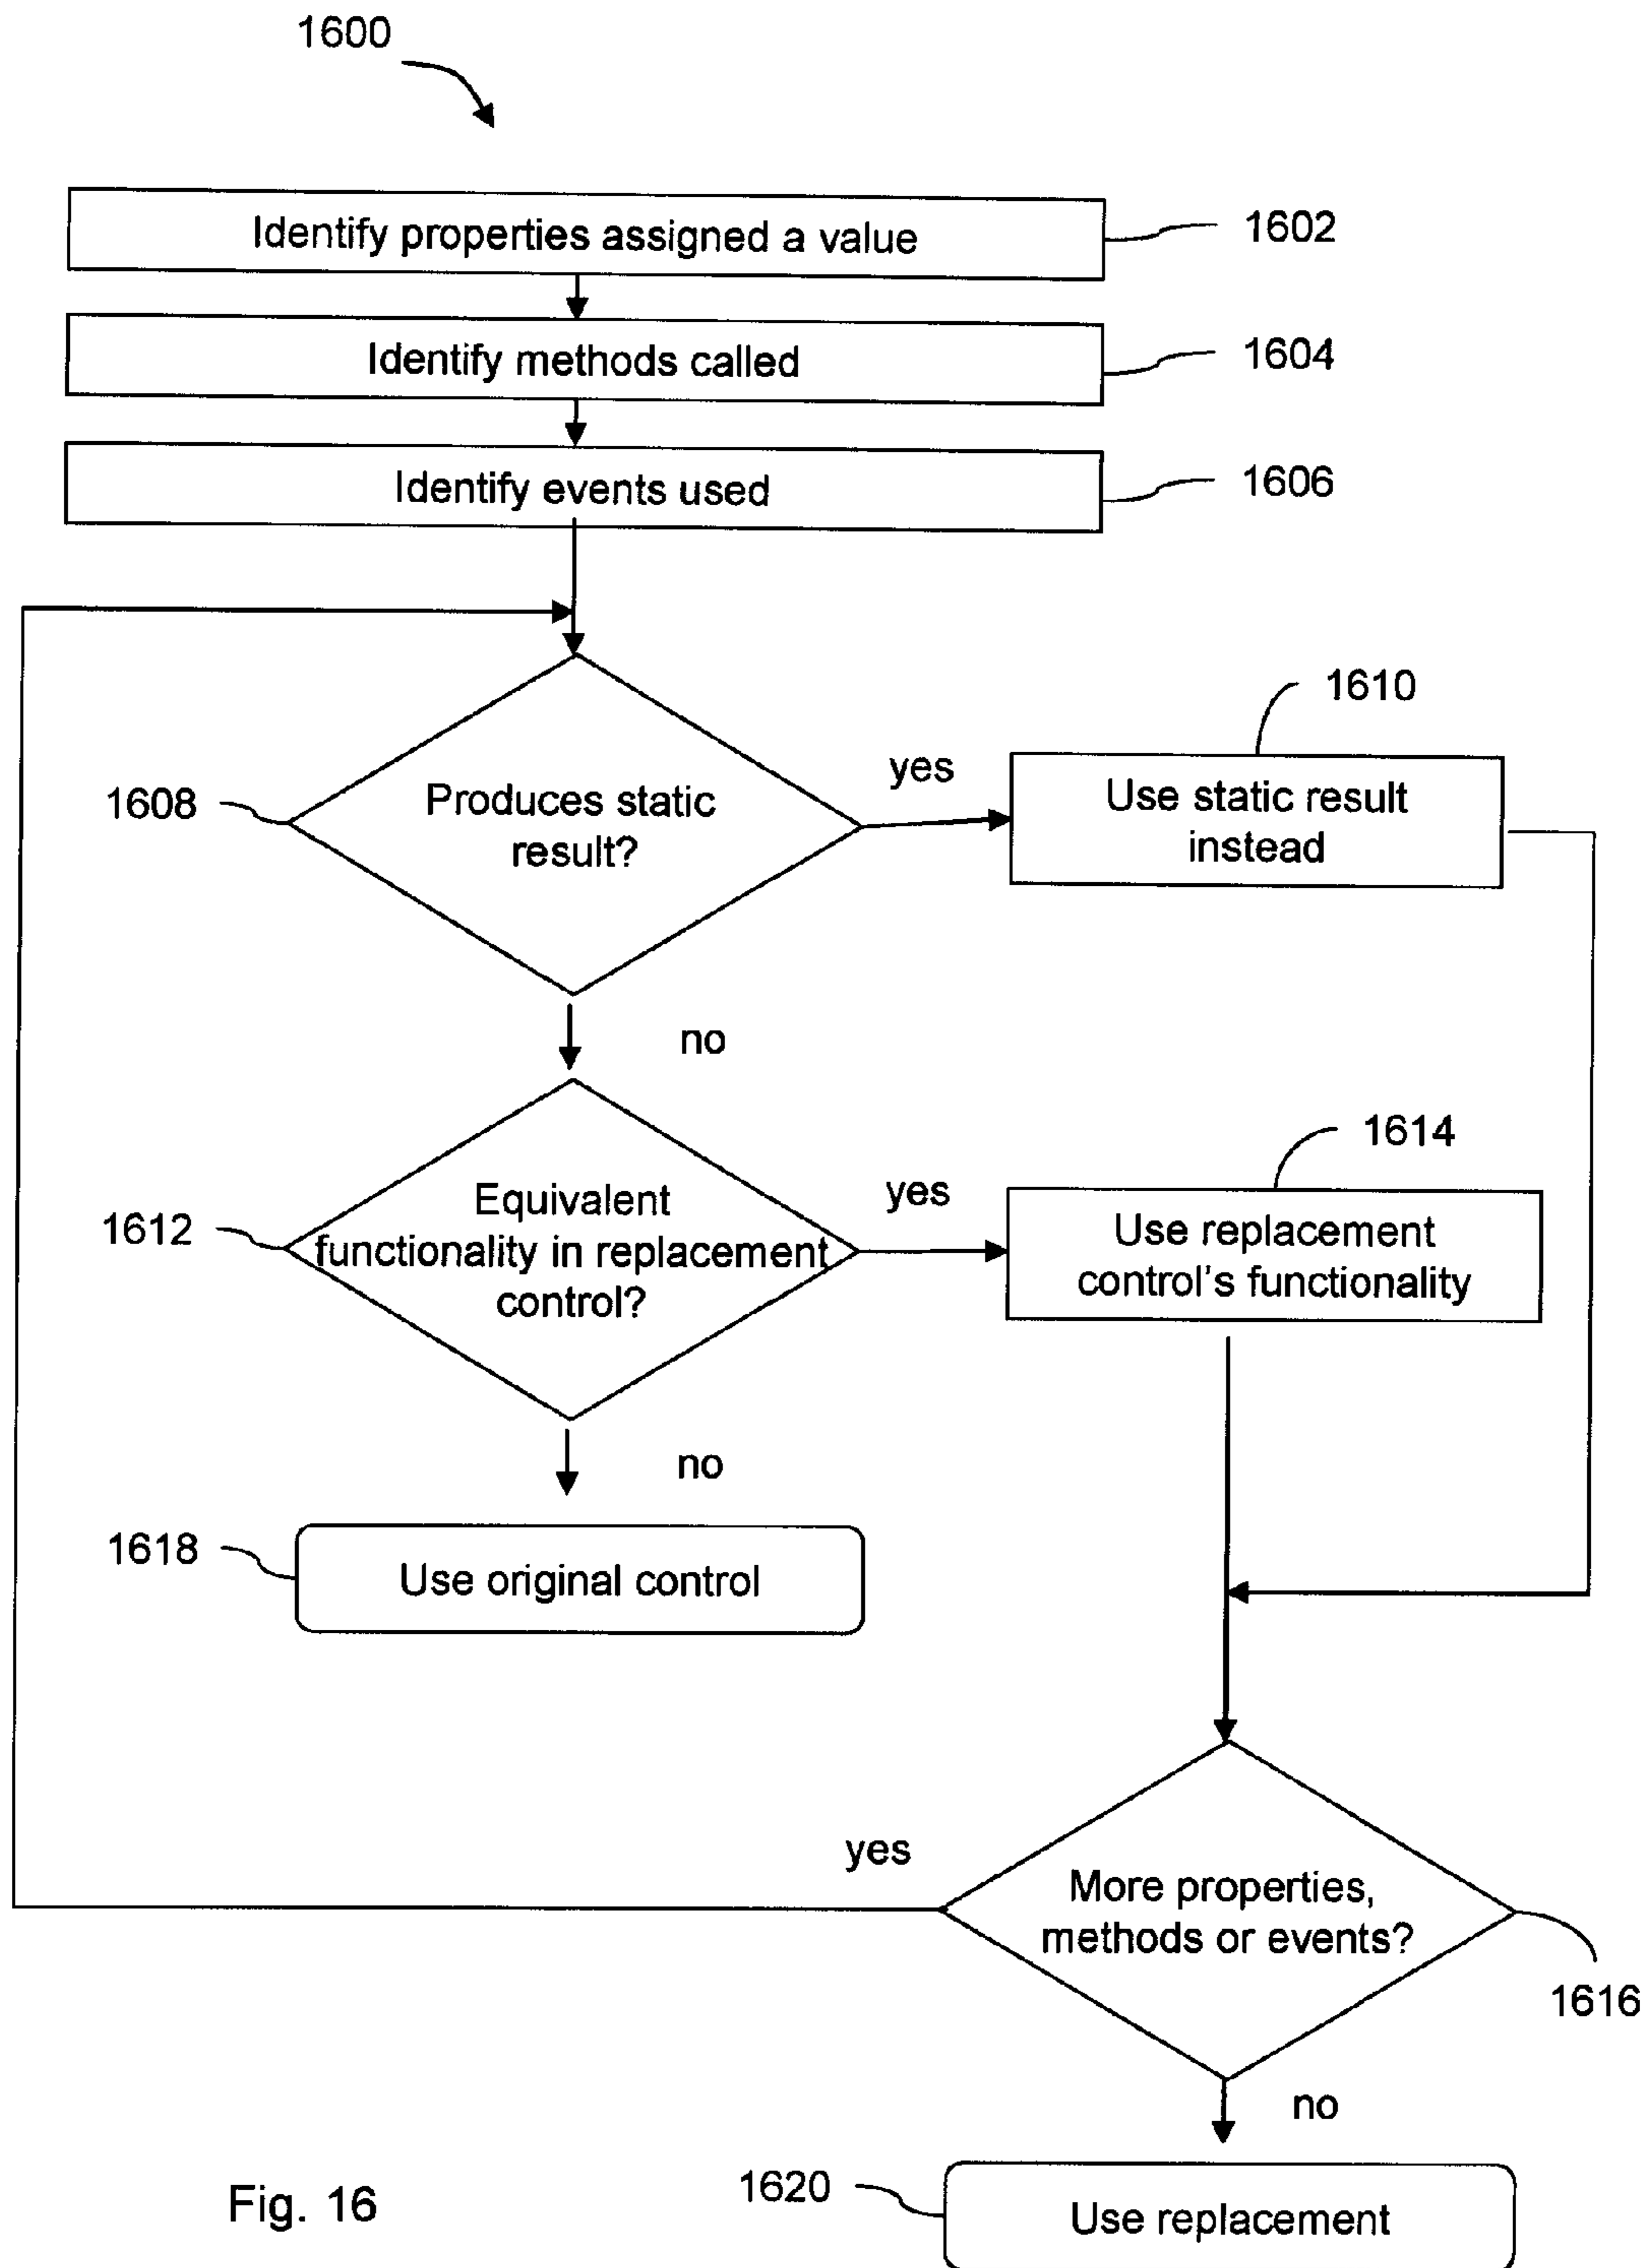 1600
Identify properties assigned a value
1602
Identify methods called
1604
Identify events used
1606
1610
yes
1608
Produces static
result?
Use static result
instead
no
1614
yes
1612
Equivalent
functionality in replacement
control?
Use replacement
control's functionality
no
1618
Use original control
yes
More properties,
methods or events?
1616
no
1620
Use replacement
Fig. 16